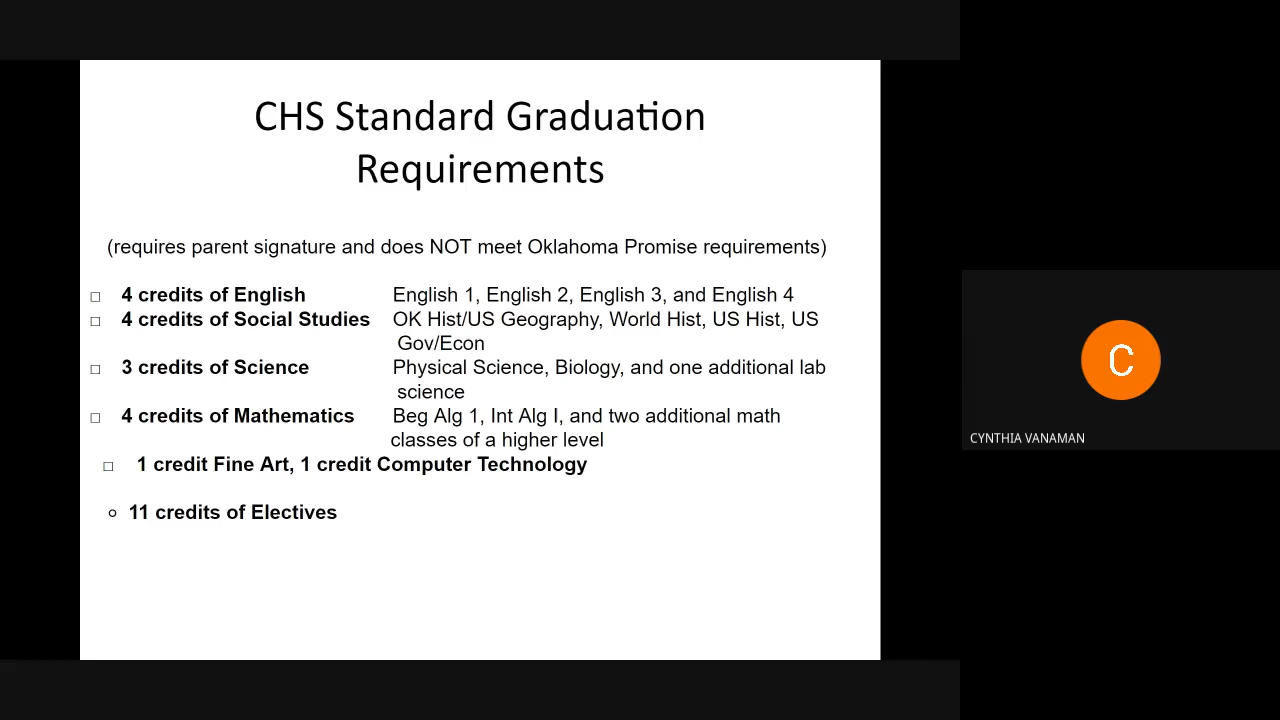 CHS Standard Graduation
Requirements
(requires parent signature and does NOT meet Oklahoma Promise requirements)
4 credits of English English 1, English 2, English 3, and English 4
4 credits of Social Studies OK Hist/US Geography, World Hist, US Hist, US
Gov/Econ
3 credits of Science Physical Science, Biology, and one additional lab
science
4 credits of Mathematics Beg Alg 1, Int Alg I, and two additional math
classes of a higher level
1 credit Fine Art, 1 credit Computer Technology
11 credits of Electives
C
CYNTHIA VANAMAN